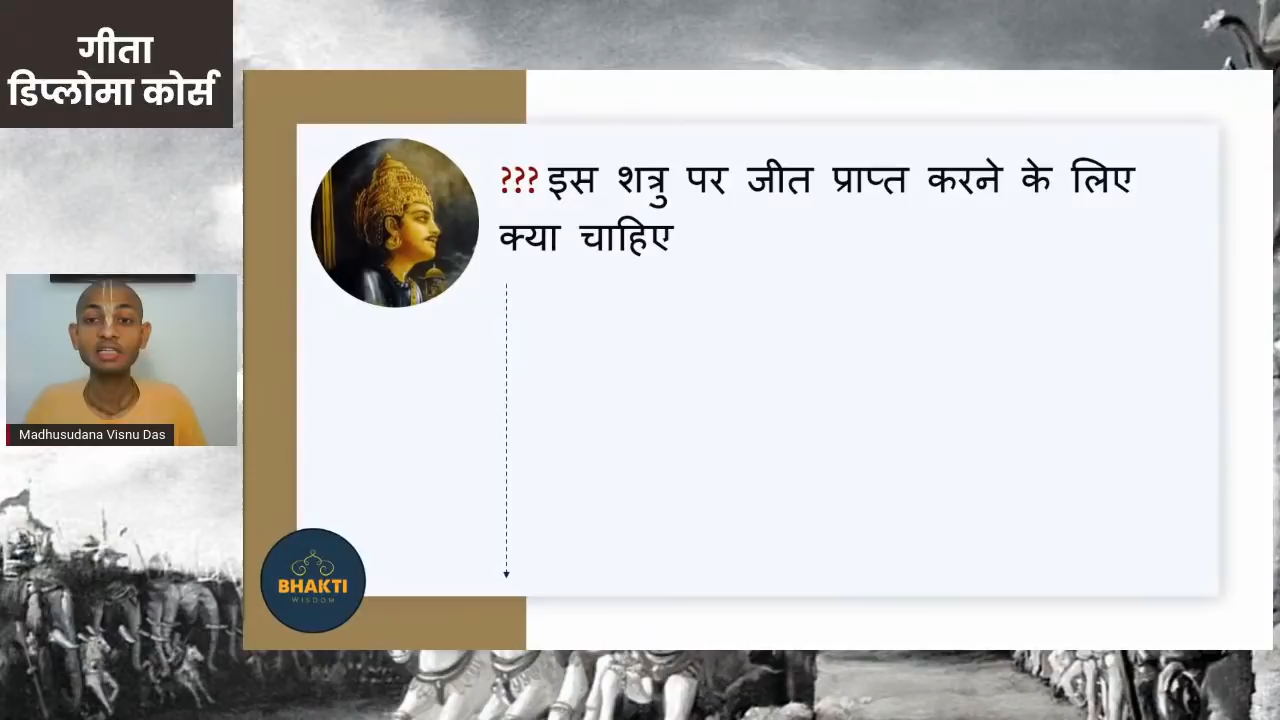 गीता
डिप्लोमा कोर्स
??? इस शत्रु पर जीत प्राप्त करने के लिए
क्या चाहिए
Madhusudana Visnu Das
BHAKTI
WISDOM